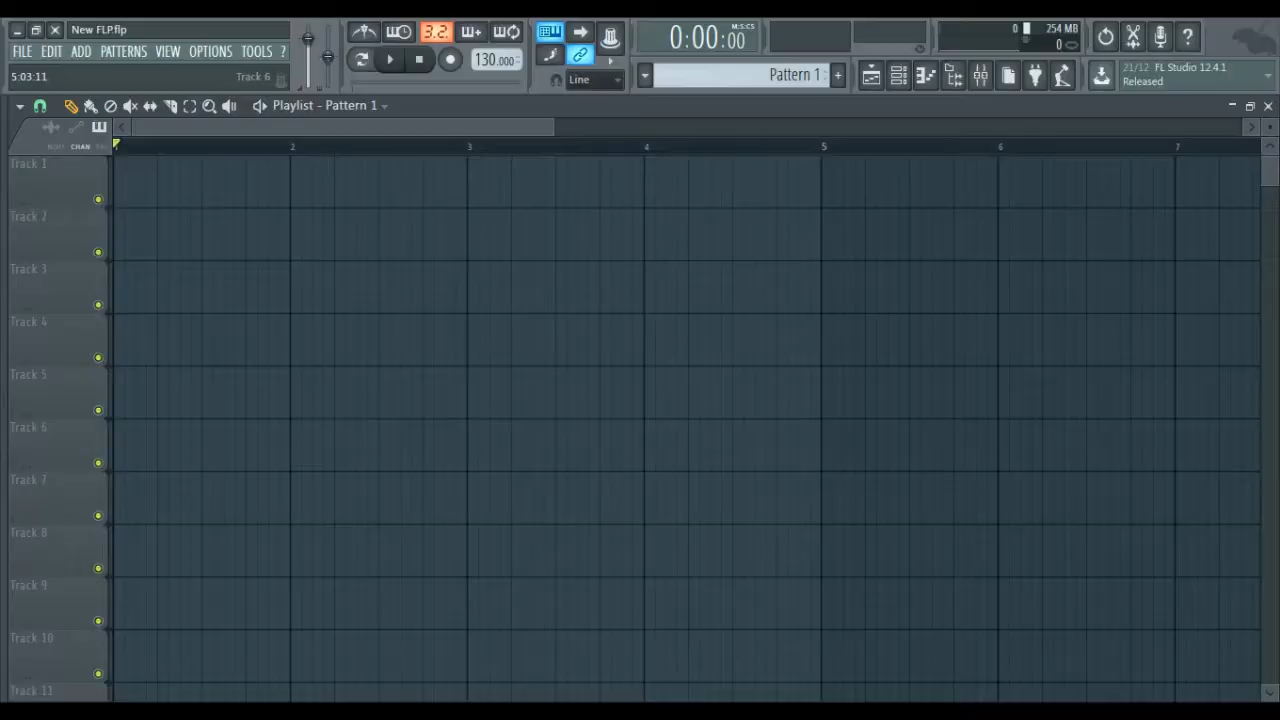 New FLP.flp
FILE EDIT ADD PATTERNS VIEW OPTIONS TOOLS ?
5:03:11 Track 6
3.2.
130.000
Line
0:00:00
M:S:CS
Pattern 1
0 254 MB
0
21/12 FL Studio 12.4.1
Released
Playlist - Pattern 1
CHAN
2 3 4 5 6 7
Track 1
Track 2
Track 3
Track 4
Track 5
Track 6
Track 7
Track 8
Track 9
Track 10
Track 11